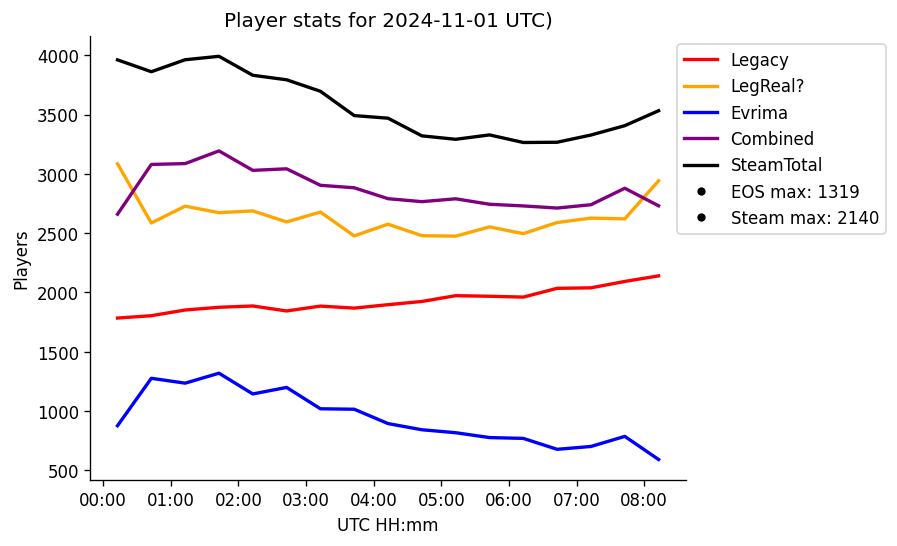 Player stats for 2024-11-01 UTC)
4000
3500
3000
2500
2000
1500
1000
500
Players
00:00 01:00 02:00 03:00 04:00 05:00 06:00 07:00 08:00
UTC HH:mm
Legacy
LegReal?
Evrima
Combined
SteamTotal
EOS max: 1319
Steam max: 2140